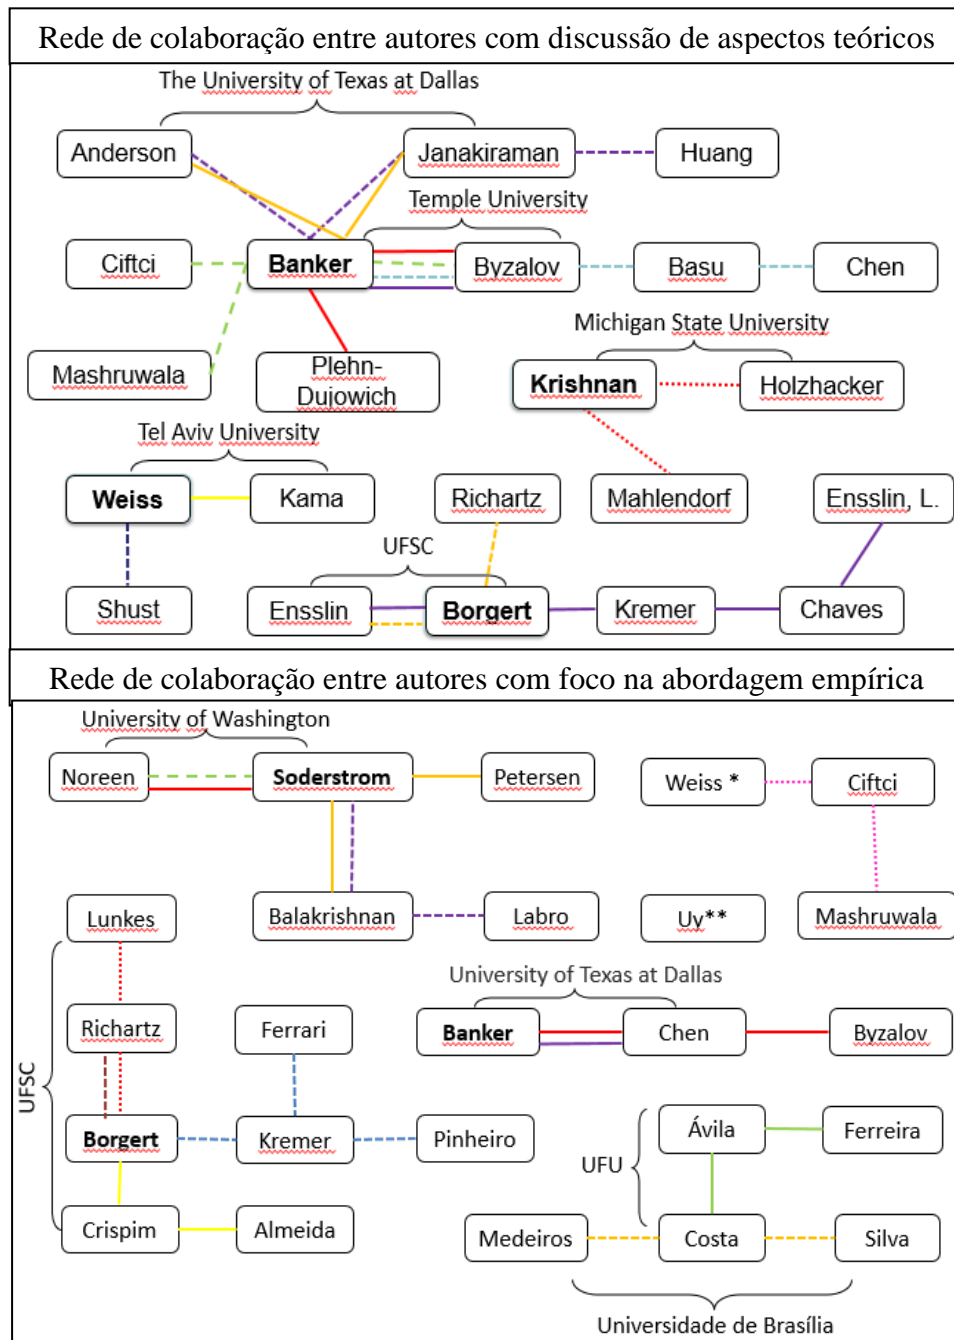 Rede de colaboração entre autores com discussão de aspectos teóricos
The University of Texas at Dallas
Anderson
Janakiraman
Huang
Temple University
Ciftci
Banker
Byzalov
Basu
Chen
Michigan State University
Mashruwala
Plehn-
Dujowich
Krishnan
Holzhacker
Tel Aviv University
Weiss
Kama
Richartz
Mahlendorf
Ensslin, L.
UFSC
Shust
Ensslin
Borgert
Kremer
Chaves
Rede de colaboração entre autores com foco na abordagem empírica
University of Washington
Noreen
Soderstrom
Petersen
Weiss *
Ciftci
Lunkes
Balakrishnan
Labro
Uy**
Mashruwala
University of Texas at Dallas
Richartz
Ferrari
Banker
Chen
Byzalov
UFSC
Borgert
Kremer
Pinheiro
Ávila
Ferreira
UFU
Crispim
Almeida
Medeiros
Costa
Silva
Universidade de Brasília